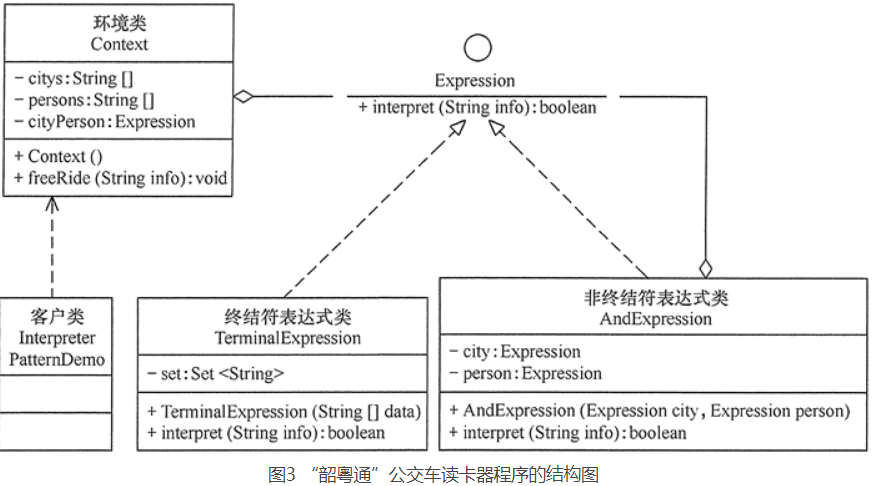 环境类
Context
− citys:String []
− persons:String []
− cityPerson:Expression
+ Context ()
+ freeRide (String info):void
Expression
+ interpret (String info):boolean
客户类
Interpreter
PatternDemo
终结符表达式类
TerminalExpression
− set:Set <String>
+ TerminalExpression (String [] data)
+ interpret (String info):boolean
非终结符表达式类
AndExpression
− city:Expression
− person:Expression
+ AndExpression (Expression city, Expression person)
+ interpret (String info):boolean
图3 “韶粵通”公交车读卡器程序的结构图